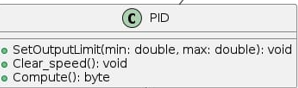 C PID
SetOutputLimit(min: double, max: double): void
Clear_speed(): void
Compute(): byte